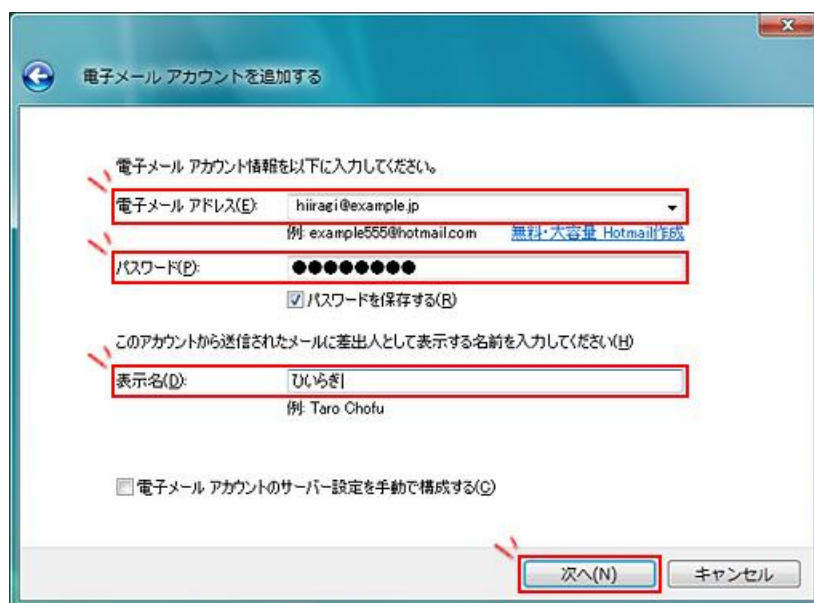 電子メール アカウントを追加する
電子メール アカウント情報を以下に入力してください。
電子メール アドレス(E): hiiragi@example.jp
例: example555@hotmail.com 無料・大容量 Hotmail作成
パスワード(P): ●●●●●●●●
パスワードを保存する(R)
このアカウントから送信されたメールに差出人として表示する名前を入力してください(H)
表示名(D): ひいらぎ
例: Taro Chofu
電子メール アカウントのサーバー設定を手動で構成する(C)
次へ(N) キャンセル